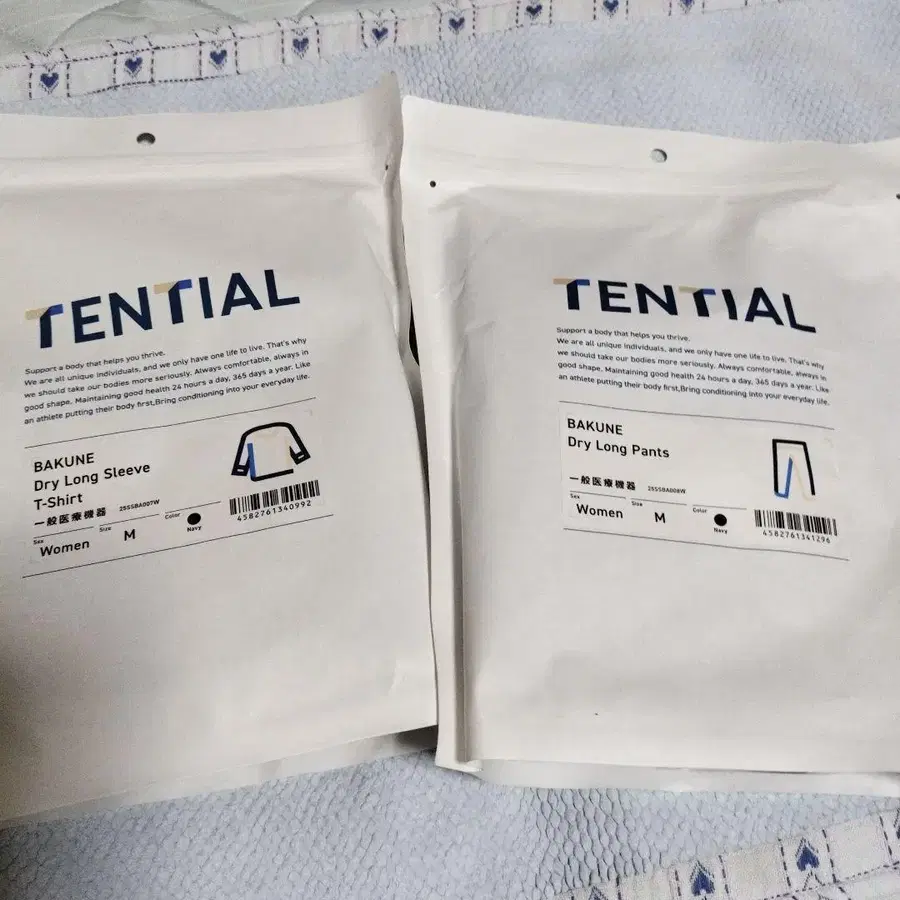 TENTIAL
Support a body that helps you thrive.
We are all unique individuals, and we only have one life to live. That's why
we should take our bodies more seriously. Always comfortable, always in
good shape. Maintaining good health 24 hours a day, 365 days a year. Like
an athlete putting their body first,Bring conditioning into your everyday life.
BAKUNE
Dry Long Sleeve
T-Shirt
一般医療機器 25SSBA007W
Sex Size Color
Women M Navy
4582761340992
TENTIAL
Support a body that helps you thrive.
We are all unique individuals, and we only have one life to live. That's why
we should take our bodies more seriously. Always comfortable, always in
good shape. Maintaining good health 24 hours a day, 365 days a year. Like
an athlete putting their body first,Bring conditioning into your everyday life.
BAKUNE
Dry Long Pants
一般医療機器 25SSBA008W
Sex Size Color
Women M Navy
4582761341296